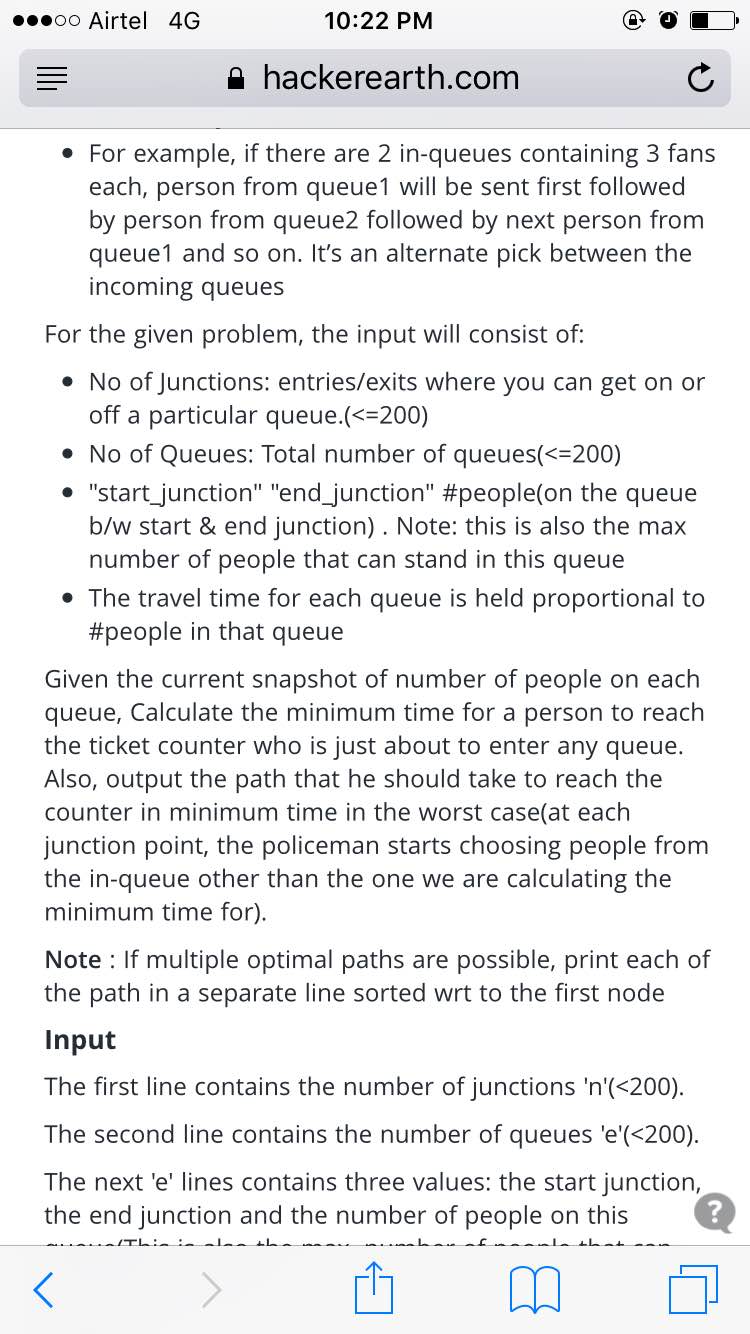 Airtel 4G 10:22 PM
hackerearth.com
• For example, if there are 2 in-queues containing 3 fans
each, person from queue1 will be sent first followed
by person from queue2 followed by next person from
queue1 and so on. It’s an alternate pick between the
incoming queues
For the given problem, the input will consist of:
• No of Junctions: entries/exits where you can get on or
off a particular queue.(<=200)
• No of Queues: Total number of queues(<=200)
• "start_junction" "end_junction" #people(on the queue
b/w start & end junction) . Note: this is also the max
number of people that can stand in this queue
• The travel time for each queue is held proportional to
#people in that queue
Given the current snapshot of number of people on each
queue, Calculate the minimum time for a person to reach
the ticket counter who is just about to enter any queue.
Also, output the path that he should take to reach the
counter in minimum time in the worst case(at each
junction point, the policeman starts choosing people from
the in-queue other than the one we are calculating the
minimum time for).
Note : If multiple optimal paths are possible, print each of
the path in a separate line sorted wrt to the first node
Input
The first line contains the number of junctions 'n'(<200).
The second line contains the number of queues 'e'(<200).
The next 'e' lines contains three values: the start junction,
the end junction and the number of people on this
queue(This is also the max number of people that can
?